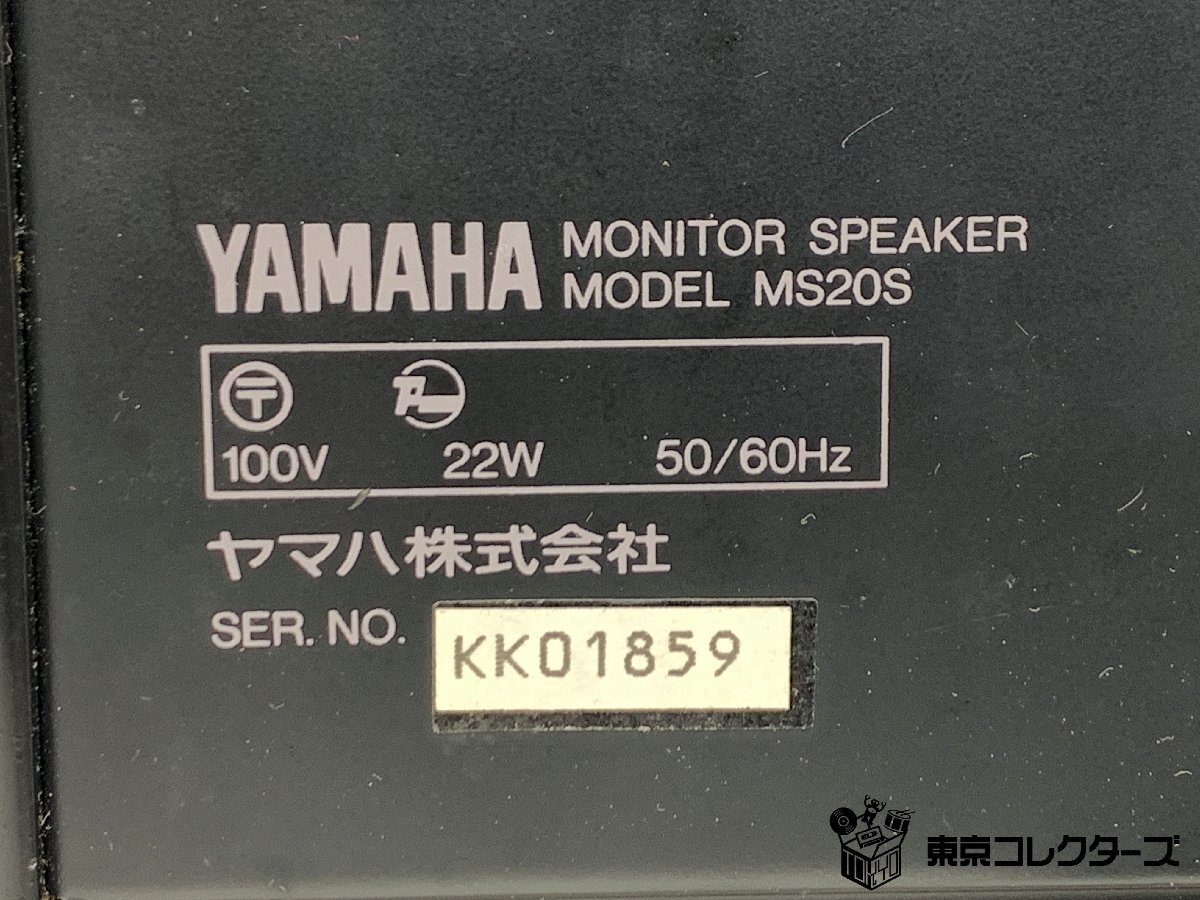 YAMAHA MONITOR SPEAKER
MODEL MS20S
〒
100V 22W 50/60Hz
ヤマハ株式会社
SER. NO. KK01859
東京コレクターズ